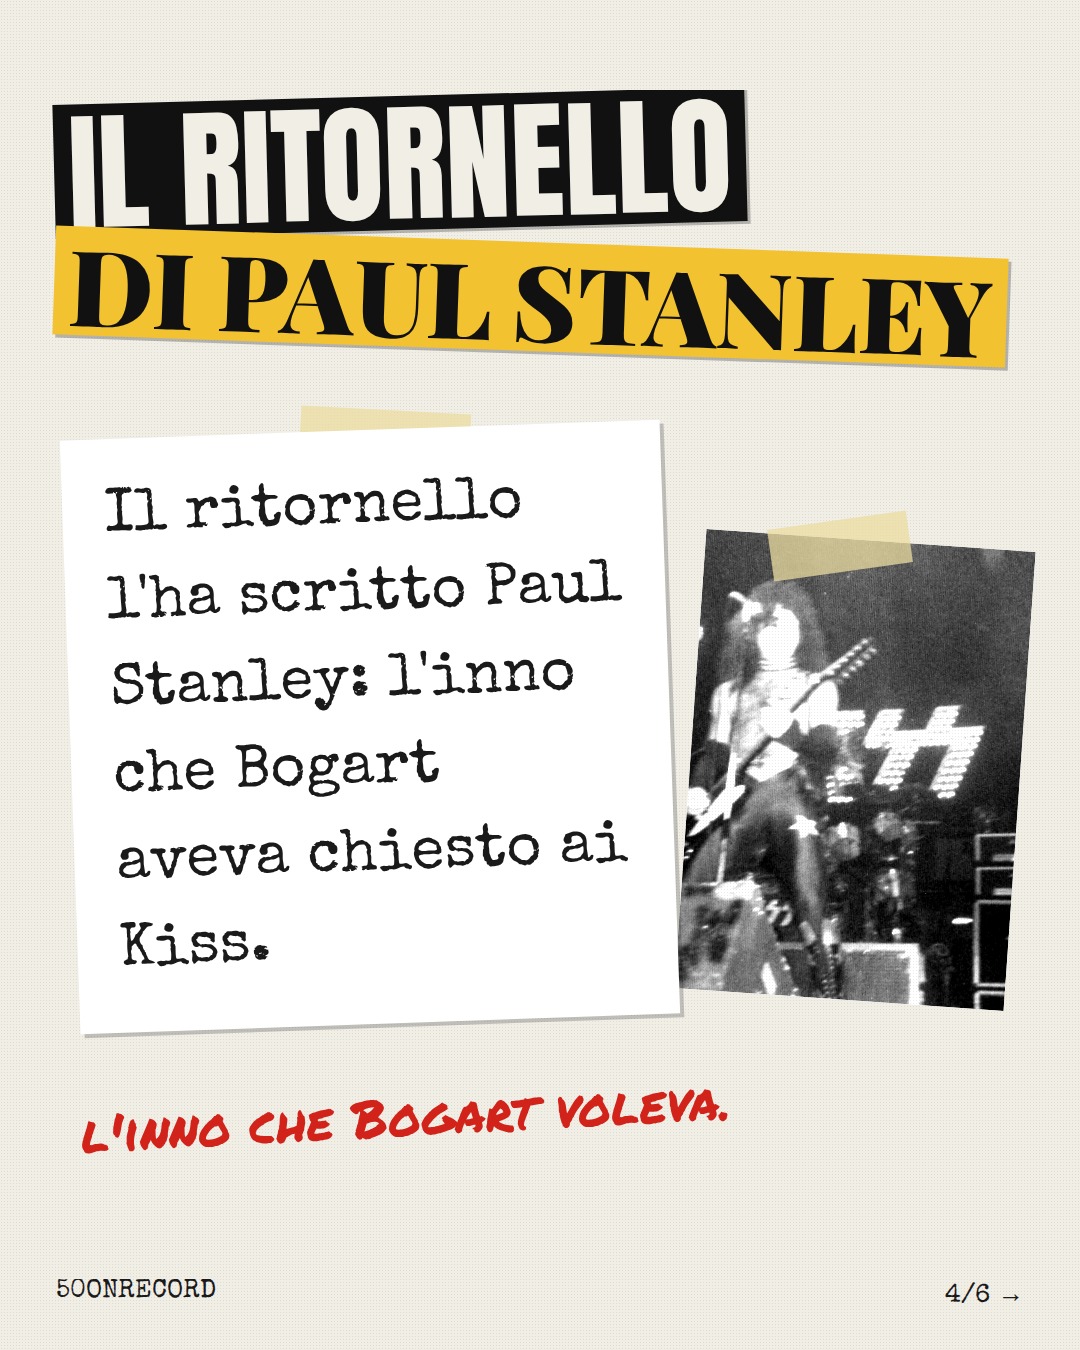 IL RITORNELLO
DI PAUL STANLEY
Il ritornello
l'ha scritto Paul
Stanley: l'inno
che Bogart
aveva chiesto ai
Kiss.
L'INNO CHE BOGART VOLEVA.
50ONRECORD
4/6 →